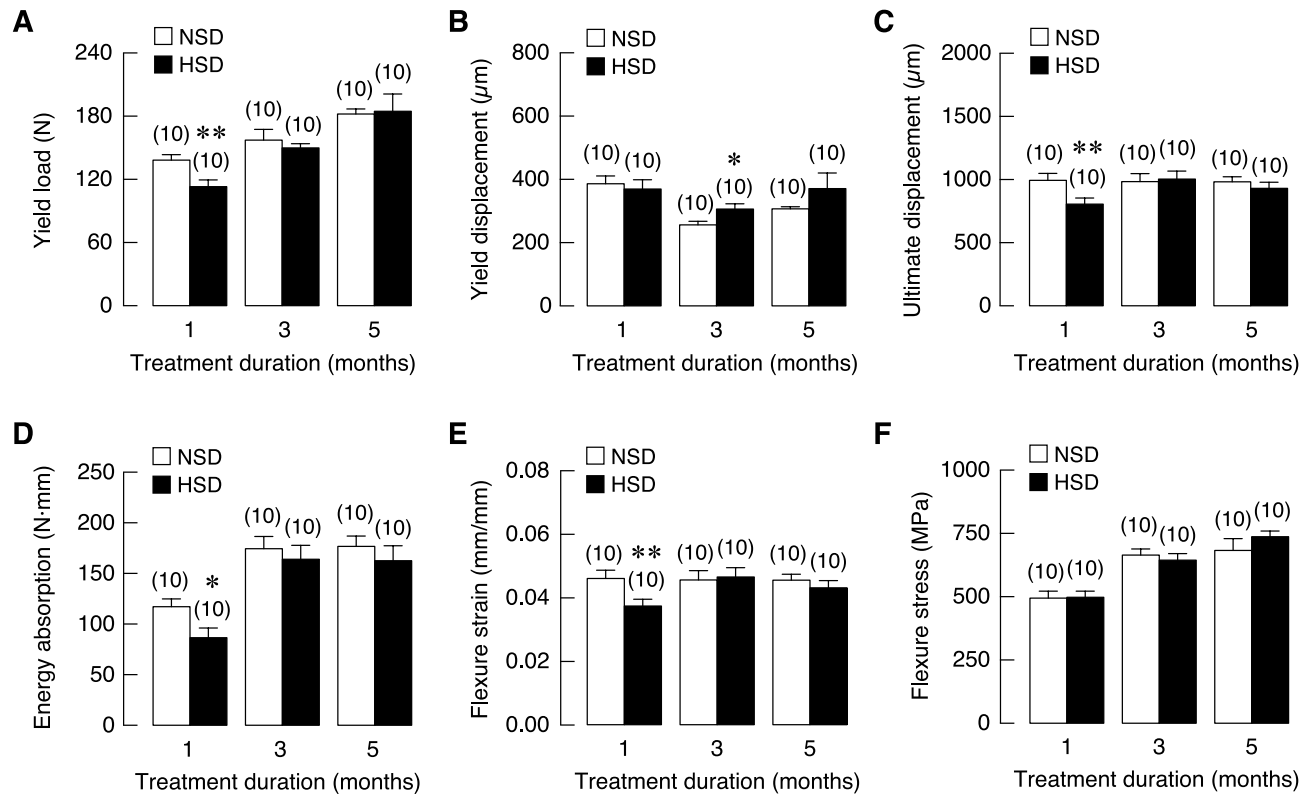 A
NSD
HSD
240
180
120
60
0
Yield load (N)
(10) ** (10) (10) (10) (10) (10)
1 3 5
Treatment duration (months)
B
NSD
HSD
800
600
400
200
0
Yield displacement (µm)
(10) (10) (10) * (10) (10) (10)
1 3 5
Treatment duration (months)
C
NSD
HSD
2000
1500
1000
500
0
Ultimate displacement (µm)
(10) ** (10) (10) (10) (10) (10)
1 3 5
Treatment duration (months)
D
NSD
HSD
250
200
150
100
50
0
Energy absorption (N·mm)
(10) * (10) (10) (10) (10) (10)
1 3 5
Treatment duration (months)
E
NSD
HSD
0.08
0.06
0.04
0.02
0.00
Flexure strain (mm/mm)
(10) ** (10) (10) (10) (10) (10)
1 3 5
Treatment duration (months)
F
NSD
HSD
1000
750
500
250
0
Flexure stress (MPa)
(10) (10) (10) (10) (10) (10)
1 3 5
Treatment duration (months)